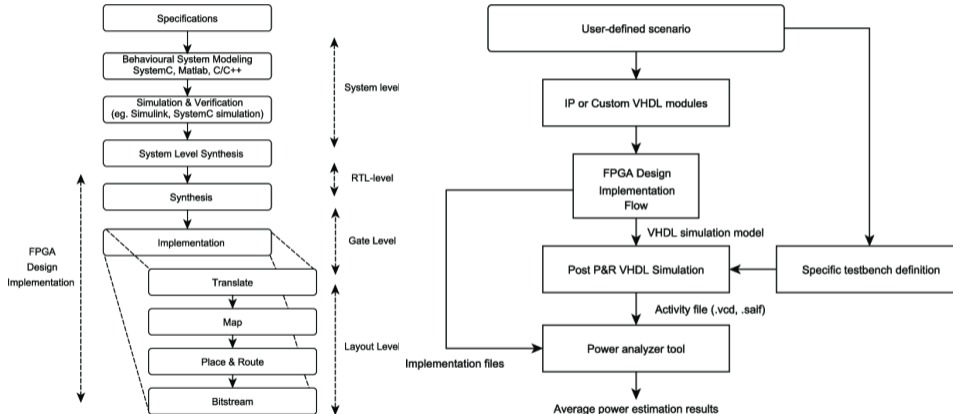 Specifications
Behavioural System Modeling
SystemC, Matlab, C/C++
Simulation & Verification
(eg. Simulink, SystemC simulation)
System Level Synthesis
Synthesis
Implementation
Translate
Map
Place & Route
Bitstream
FPGA
Design
Implementation
System level
RTL-level
Gate Level
Layout Level
User-defined scenario
IP or Custom VHDL modules
FPGA Design
Implementation
Flow
VHDL simulation model
Post P&R VHDL Simulation
Specific testbench definition
Activity file (.vcd, .saif)
Implementation files
Power analyzer tool
Average power estimation results